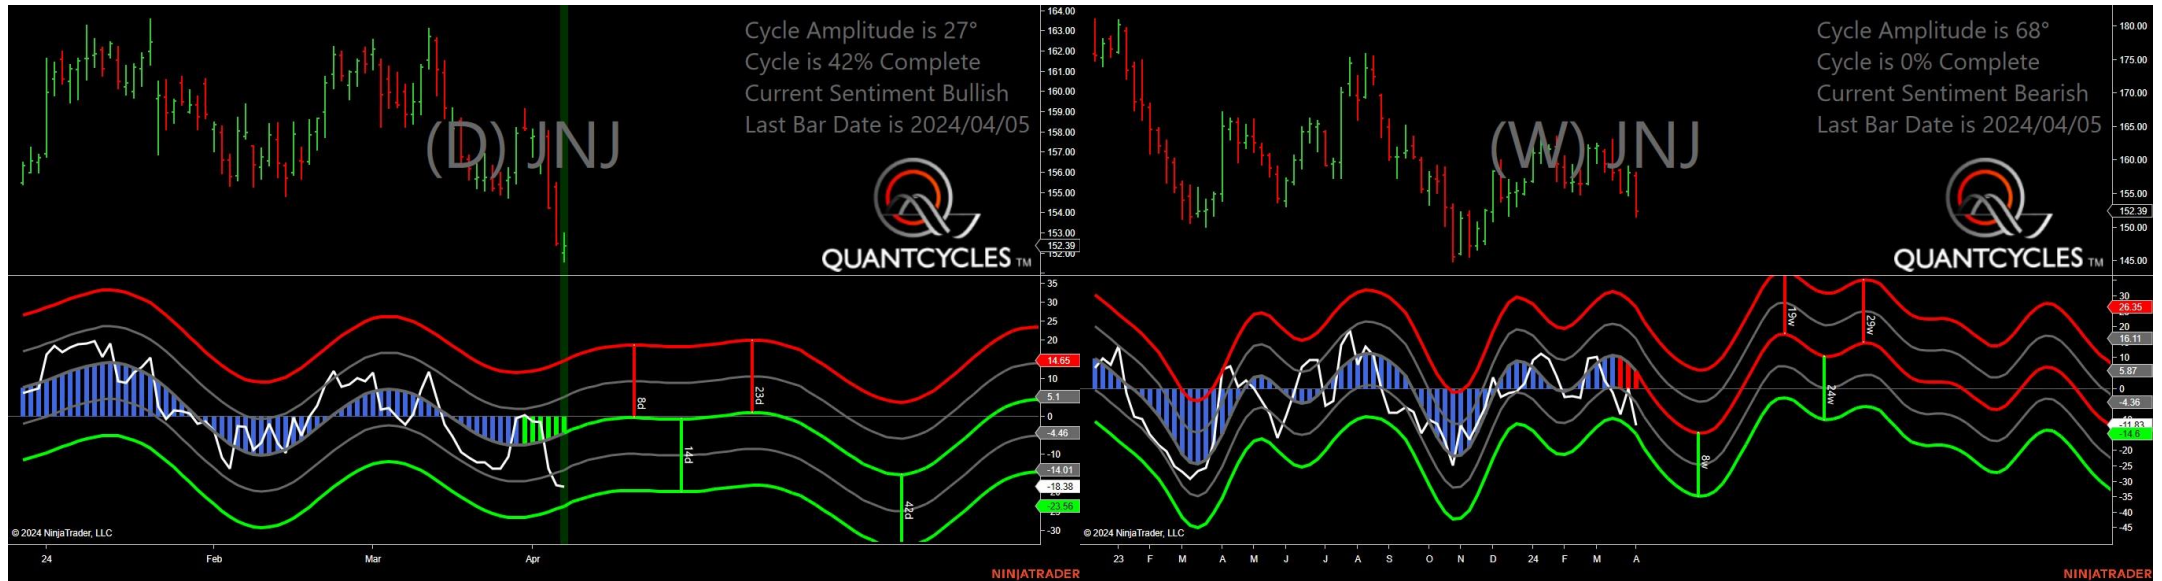 Cycle Amplitude is 27°
Cycle is 42% Complete
Current Sentiment Bullish
Last Bar Date is 2024/04/05
(D) JNJ
QUANTCYCLES TM
164.00
163.00
162.00
161.00
160.00
159.00
158.00
157.00
156.00
155.00
154.00
153.00
152.39
152.00
35
30
20
14.65
10
5.1
0
-4.46
-10
-14.01
-18.38
-23.56
-30
8d
14d
23d
42d
© 2024 NinjaTrader, LLC
24
Feb
Mar
Apr
NINJATRADER
Cycle Amplitude is 68°
Cycle is 0% Complete
Current Sentiment Bearish
Last Bar Date is 2024/04/05
(W) JNJ
QUANTCYCLES TM
180.00
175.00
170.00
165.00
160.00
155.00
152.39
150.00
145.00
30
26.35
20
16.11
10
5.87
0
-4.36
-11.83
-14.6
-20
-25
-30
-35
-40
-45
8w
19w
24w
29w
© 2024 NinjaTrader, LLC
23
F
M
A
M
J
J
A
S
O
N
D
24
F
M
A
NINJATRADER